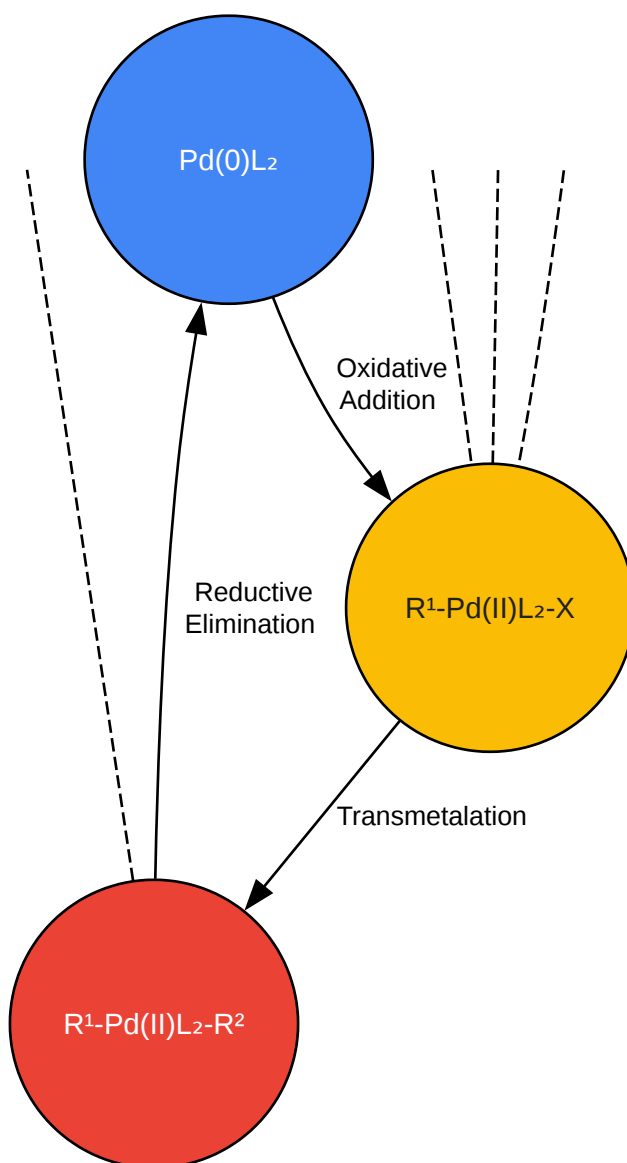 Pd(0)L₂
Oxidative
Addition
Reductive
Elimination
R¹-Pd(II)L₂-X
Transmetalation
R¹-Pd(II)L₂-R²